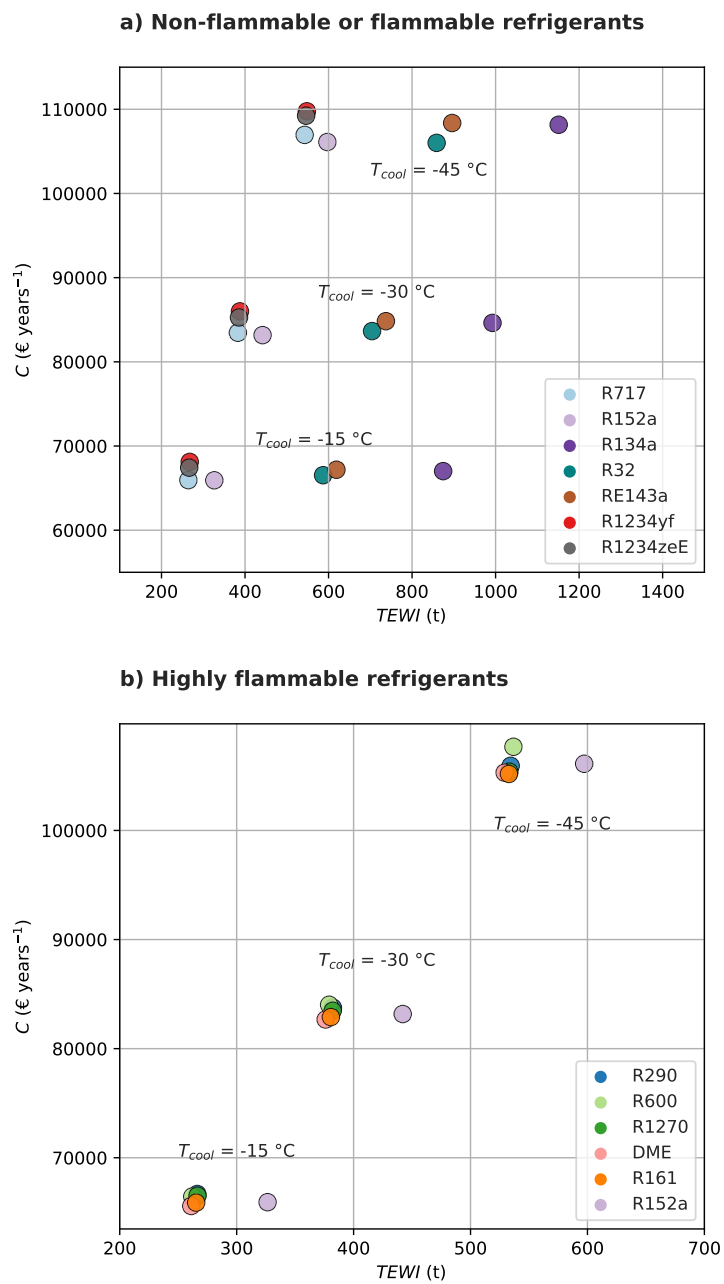 a) Non-flammable or flammable refrigerants
110000
100000
90000
80000
70000
60000
C (€ years⁻¹)
T_cool = -45 °C
T_cool = -30 °C
T_cool = -15 °C
R717
R152a
R134a
R32
RE143a
R1234yf
R1234zeE
200 400 600 800 1000 1200 1400
TEWI (t)
b) Highly flammable refrigerants
100000
90000
80000
70000
C (€ years⁻¹)
T_cool = -45 °C
T_cool = -30 °C
T_cool = -15 °C
R290
R600
R1270
DME
R161
R152a
200 300 400 500 600 700
TEWI (t)